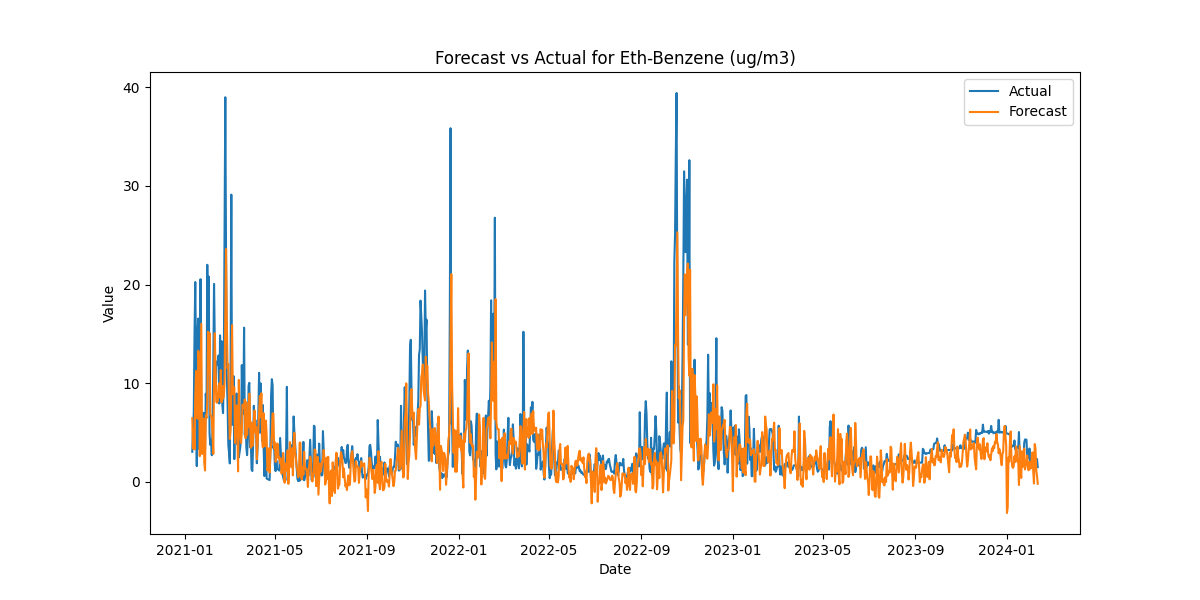 Forecast vs Actual for Eth-Benzene (ug/m3)
Actual
Forecast
40
30
20
10
0
Value
2021-01 2021-05 2021-09 2022-01 2022-05 2022-09 2023-01 2023-05 2023-09 2024-01
Date